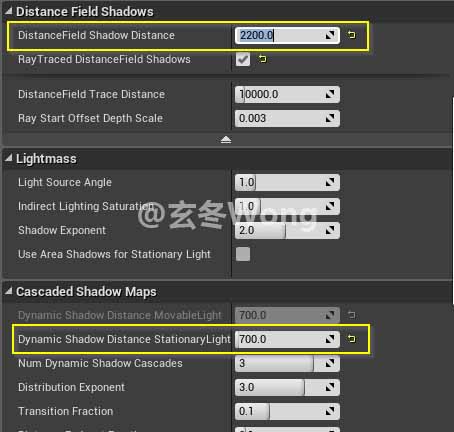 Distance Field Shadows
DistanceField Shadow Distance 2200.0
RayTraced DistanceField Shadows
DistanceField Trace Distance 10000.0
Ray Start Offset Depth Scale 0.003
Lightmass
Light Source Angle 1.0
Indirect Lighting Saturation 1.0
@玄冬Wong
Shadow Exponent 2.0
Use Area Shadows for Stationary Light
Cascaded Shadow Maps
Dynamic Shadow Distance MovableLight 700.0
Dynamic Shadow Distance StationaryLight 700.0
Num Dynamic Shadow Cascades 3
Distribution Exponent 3.0
Transition Fraction 0.1